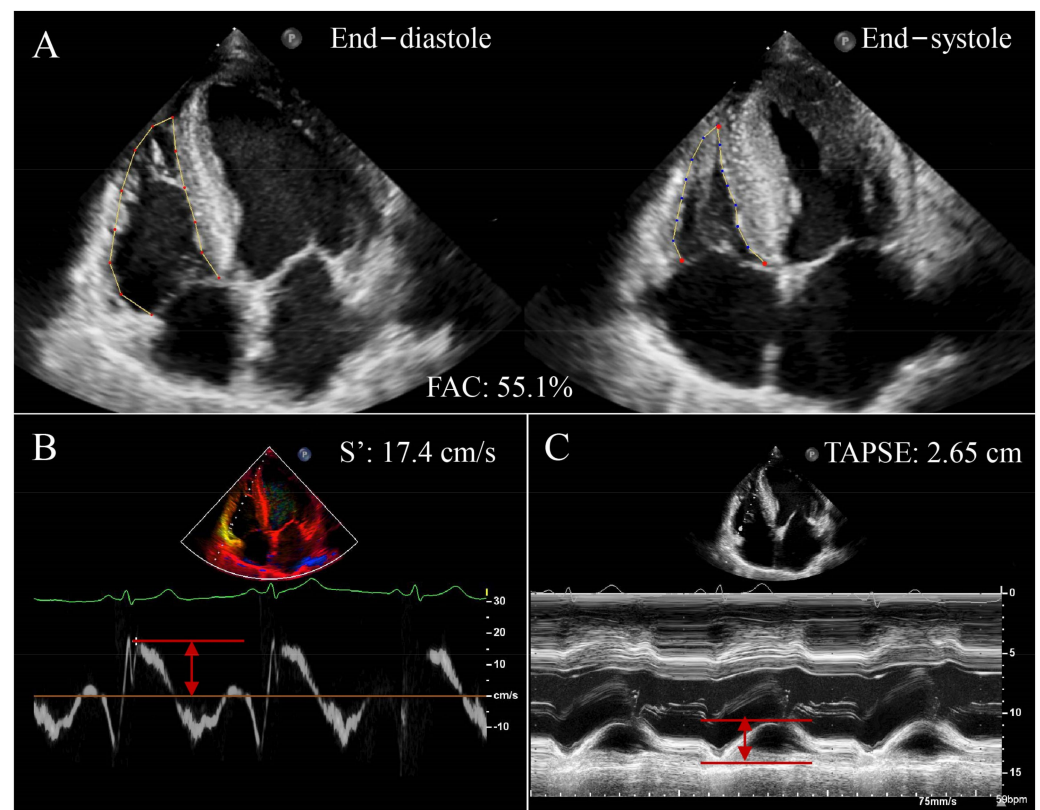 A
P
End−diastole
P
End−systole
FAC: 55.1%
B
P
S’: 17.4 cm/s
30
20
10
cm/s
-10
C
P
TAPSE: 2.65 cm
0
5
10
15
75mm/s
59bpm